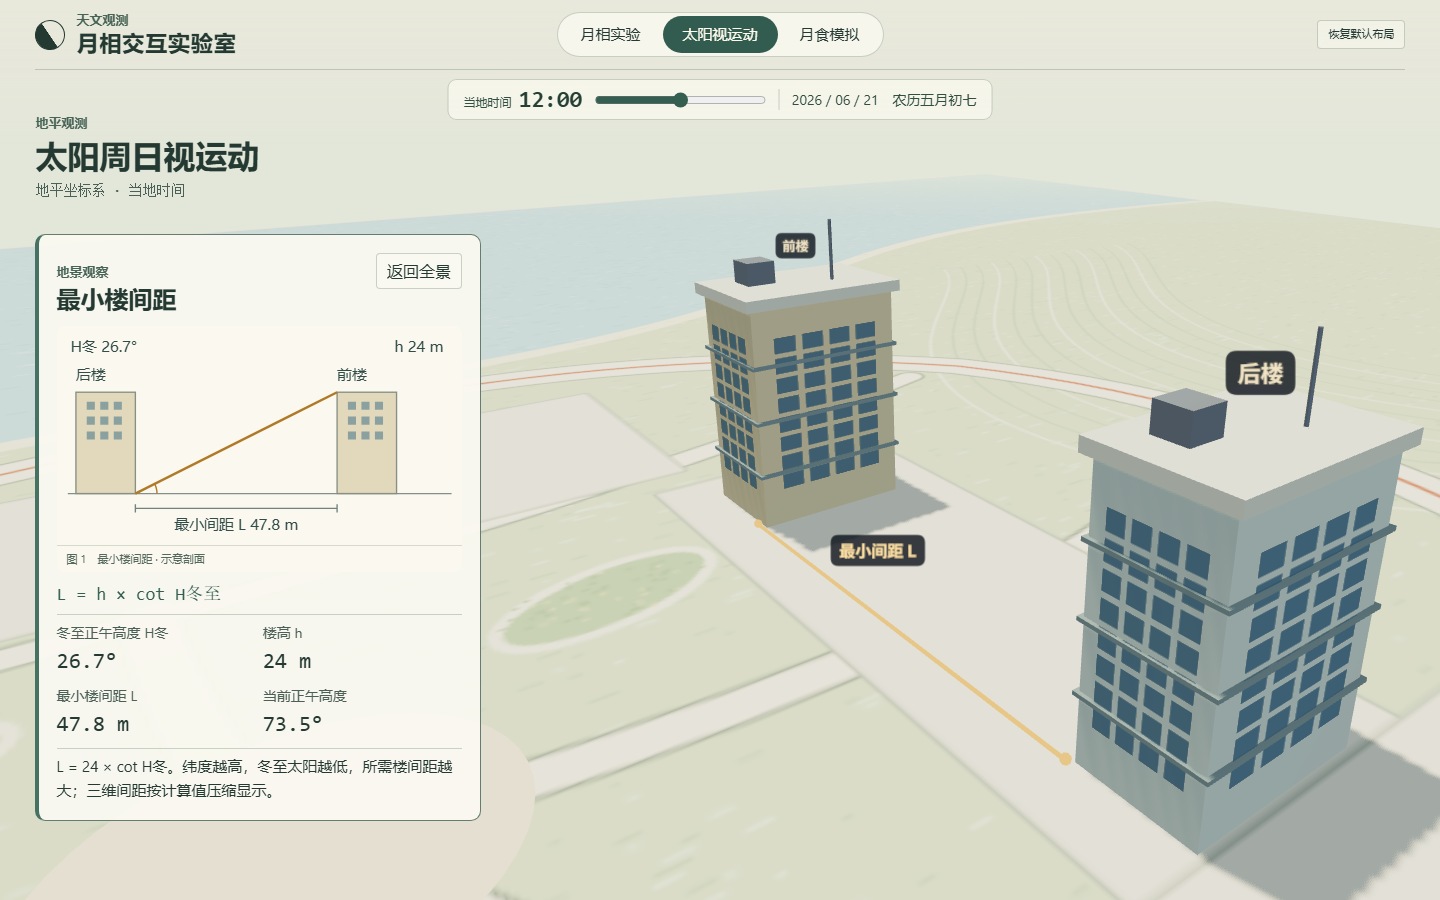 天文观测
月相交互实验室
月相实验
太阳视运动
月食模拟
恢复默认布局
当地时间 12:00
2026 / 06 / 21 农历五月初七
地平观测
太阳周日视运动
地平坐标系 · 当地时间
地景观察
最小楼间距
返回全景
H冬 26.7°
h 24 m
后楼
前楼
最小间距 L 47.8 m
图 1 最小楼间距 · 示意剖面
L = h × cot H冬至
冬至正午高度 H冬
楼高 h
26.7°
24 m
最小楼间距 L
当前正午高度
47.8 m
73.5°
L = 24 × cot H冬。纬度越高，冬至太阳越低，所需楼间距越
大；三维间距按计算值压缩显示。
前楼
后楼
最小间距 L